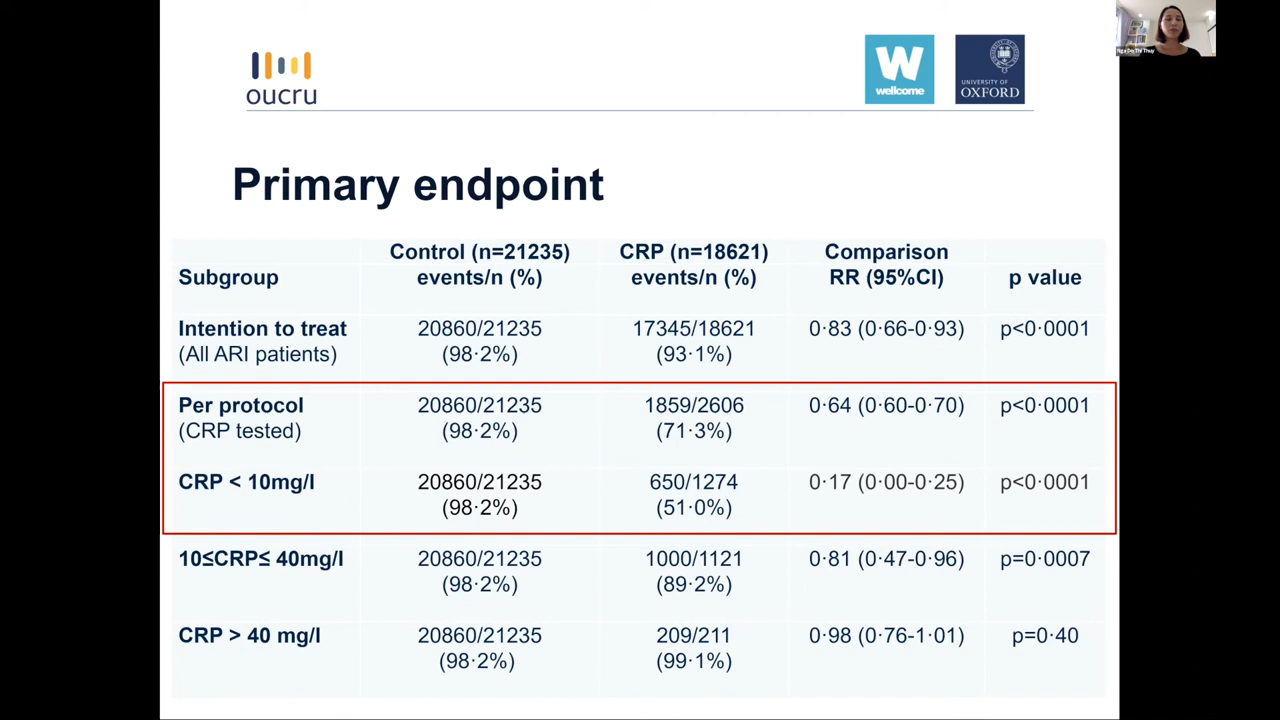 oucru
W
wellcome
UNIVERSITY OF
OXFORD
Primary endpoint
Subgroup
Control (n=21235)
events/n (%)
CRP (n=18621)
events/n (%)
Comparison
RR (95%CI)
p value
Intention to treat
(All ARI patients)
20860/21235
(98·2%)
17345/18621
(93·1%)
0·83 (0·66-0·93)
p<0·0001
Per protocol
(CRP tested)
20860/21235
(98·2%)
1859/2606
(71·3%)
0·64 (0·60-0·70)
p<0·0001
CRP < 10mg/l
20860/21235
(98·2%)
650/1274
(51·0%)
0·17 (0·00-0·25)
p<0·0001
10≤CRP≤ 40mg/l
20860/21235
(98·2%)
1000/1121
(89·2%)
0·81 (0·47-0·96)
p=0·0007
CRP > 40 mg/l
20860/21235
(98·2%)
209/211
(99·1%)
0·98 (0·76-1·01)
p=0·40